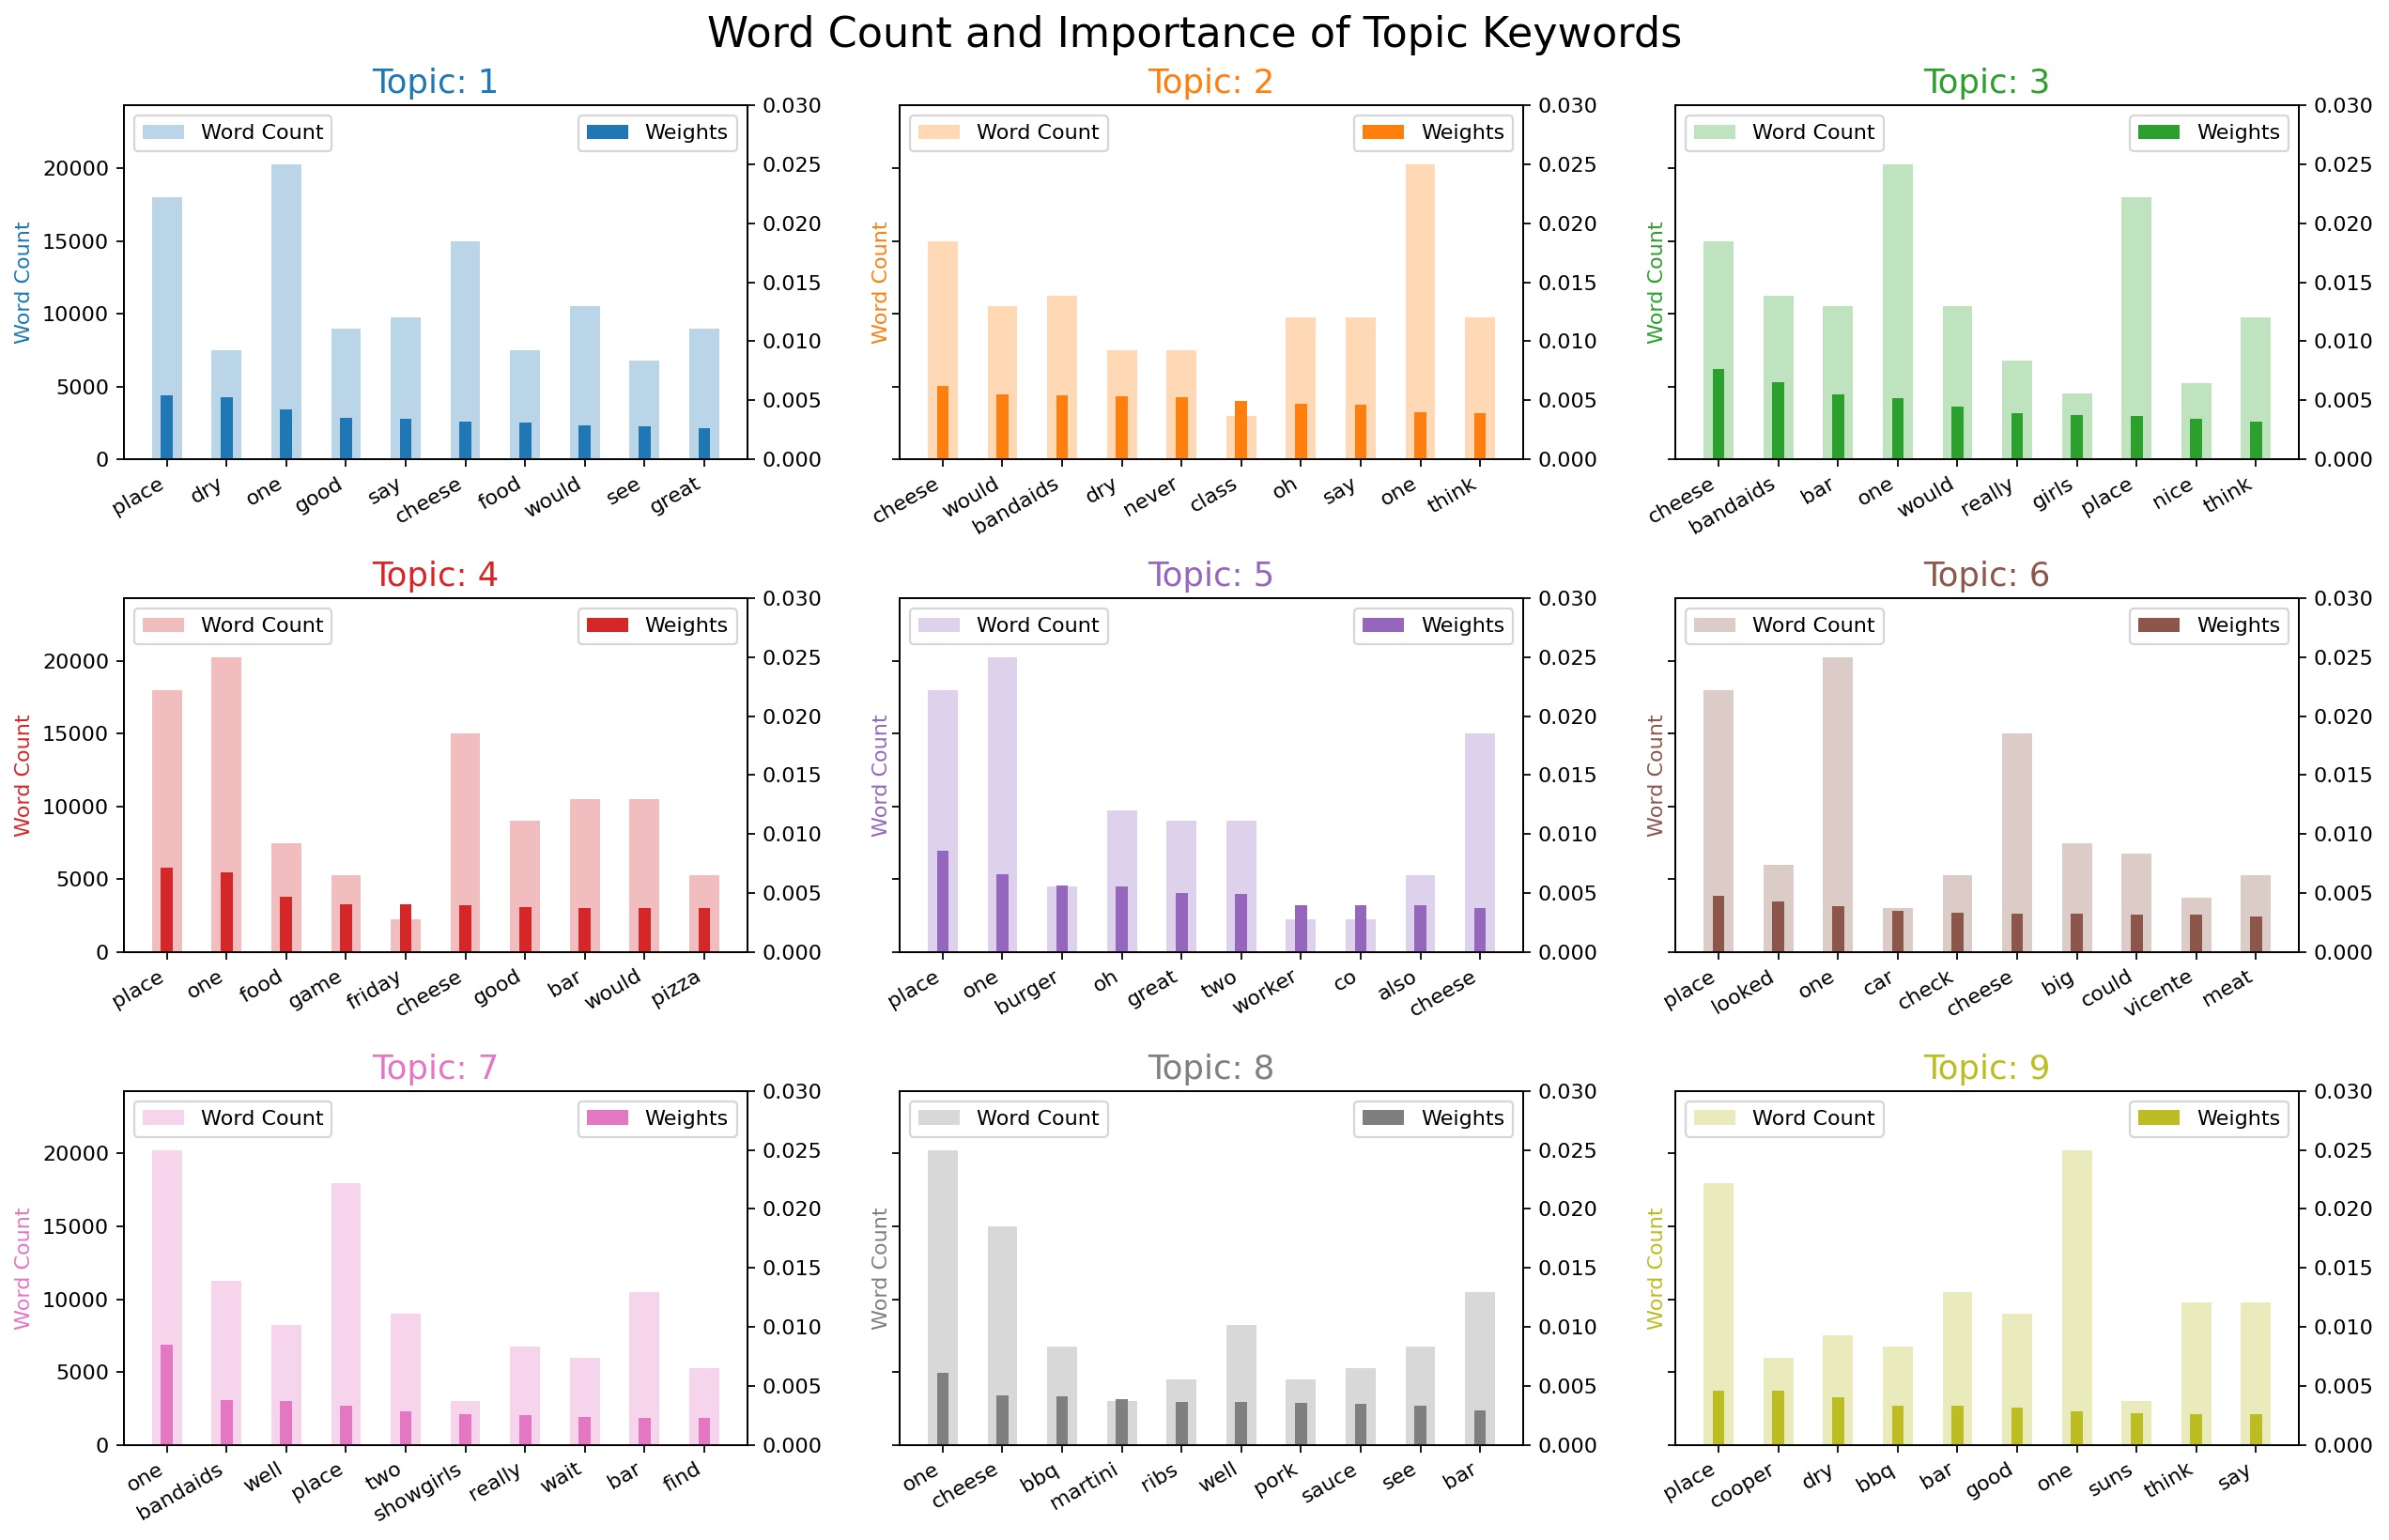 Word Count and Importance of Topic Keywords
Topic: 1
Word Count
Weights
Word Count
20000
15000
10000
5000
0
0.030
0.025
0.020
0.015
0.010
0.005
0.000
place dry one good say cheese food would see great
Topic: 2
Word Count
Weights
Word Count
0.030
0.025
0.020
0.015
0.010
0.005
0.000
cheese would bandaids dry never class oh say one think
Topic: 3
Word Count
Weights
Word Count
0.030
0.025
0.020
0.015
0.010
0.005
0.000
cheese bandaids bar one would really girls place nice think
Topic: 4
Word Count
Weights
Word Count
20000
15000
10000
5000
0
0.030
0.025
0.020
0.015
0.010
0.005
0.000
place one food game friday cheese good bar would pizza
Topic: 5
Word Count
Weights
Word Count
0.030
0.025
0.020
0.015
0.010
0.005
0.000
place one burger oh great two worker co also cheese
Topic: 6
Word Count
Weights
Word Count
0.030
0.025
0.020
0.015
0.010
0.005
0.000
place looked one car check cheese big could vicente meat
Topic: 7
Word Count
Weights
Word Count
20000
15000
10000
5000
0
0.030
0.025
0.020
0.015
0.010
0.005
0.000
one bandaids well place two showgirls really wait bar find
Topic: 8
Word Count
Weights
Word Count
0.030
0.025
0.020
0.015
0.010
0.005
0.000
one cheese bbq martini ribs well pork sauce see bar
Topic: 9
Word Count
Weights
Word Count
0.030
0.025
0.020
0.015
0.010
0.005
0.000
place cooper dry bbq bar good one suns think say